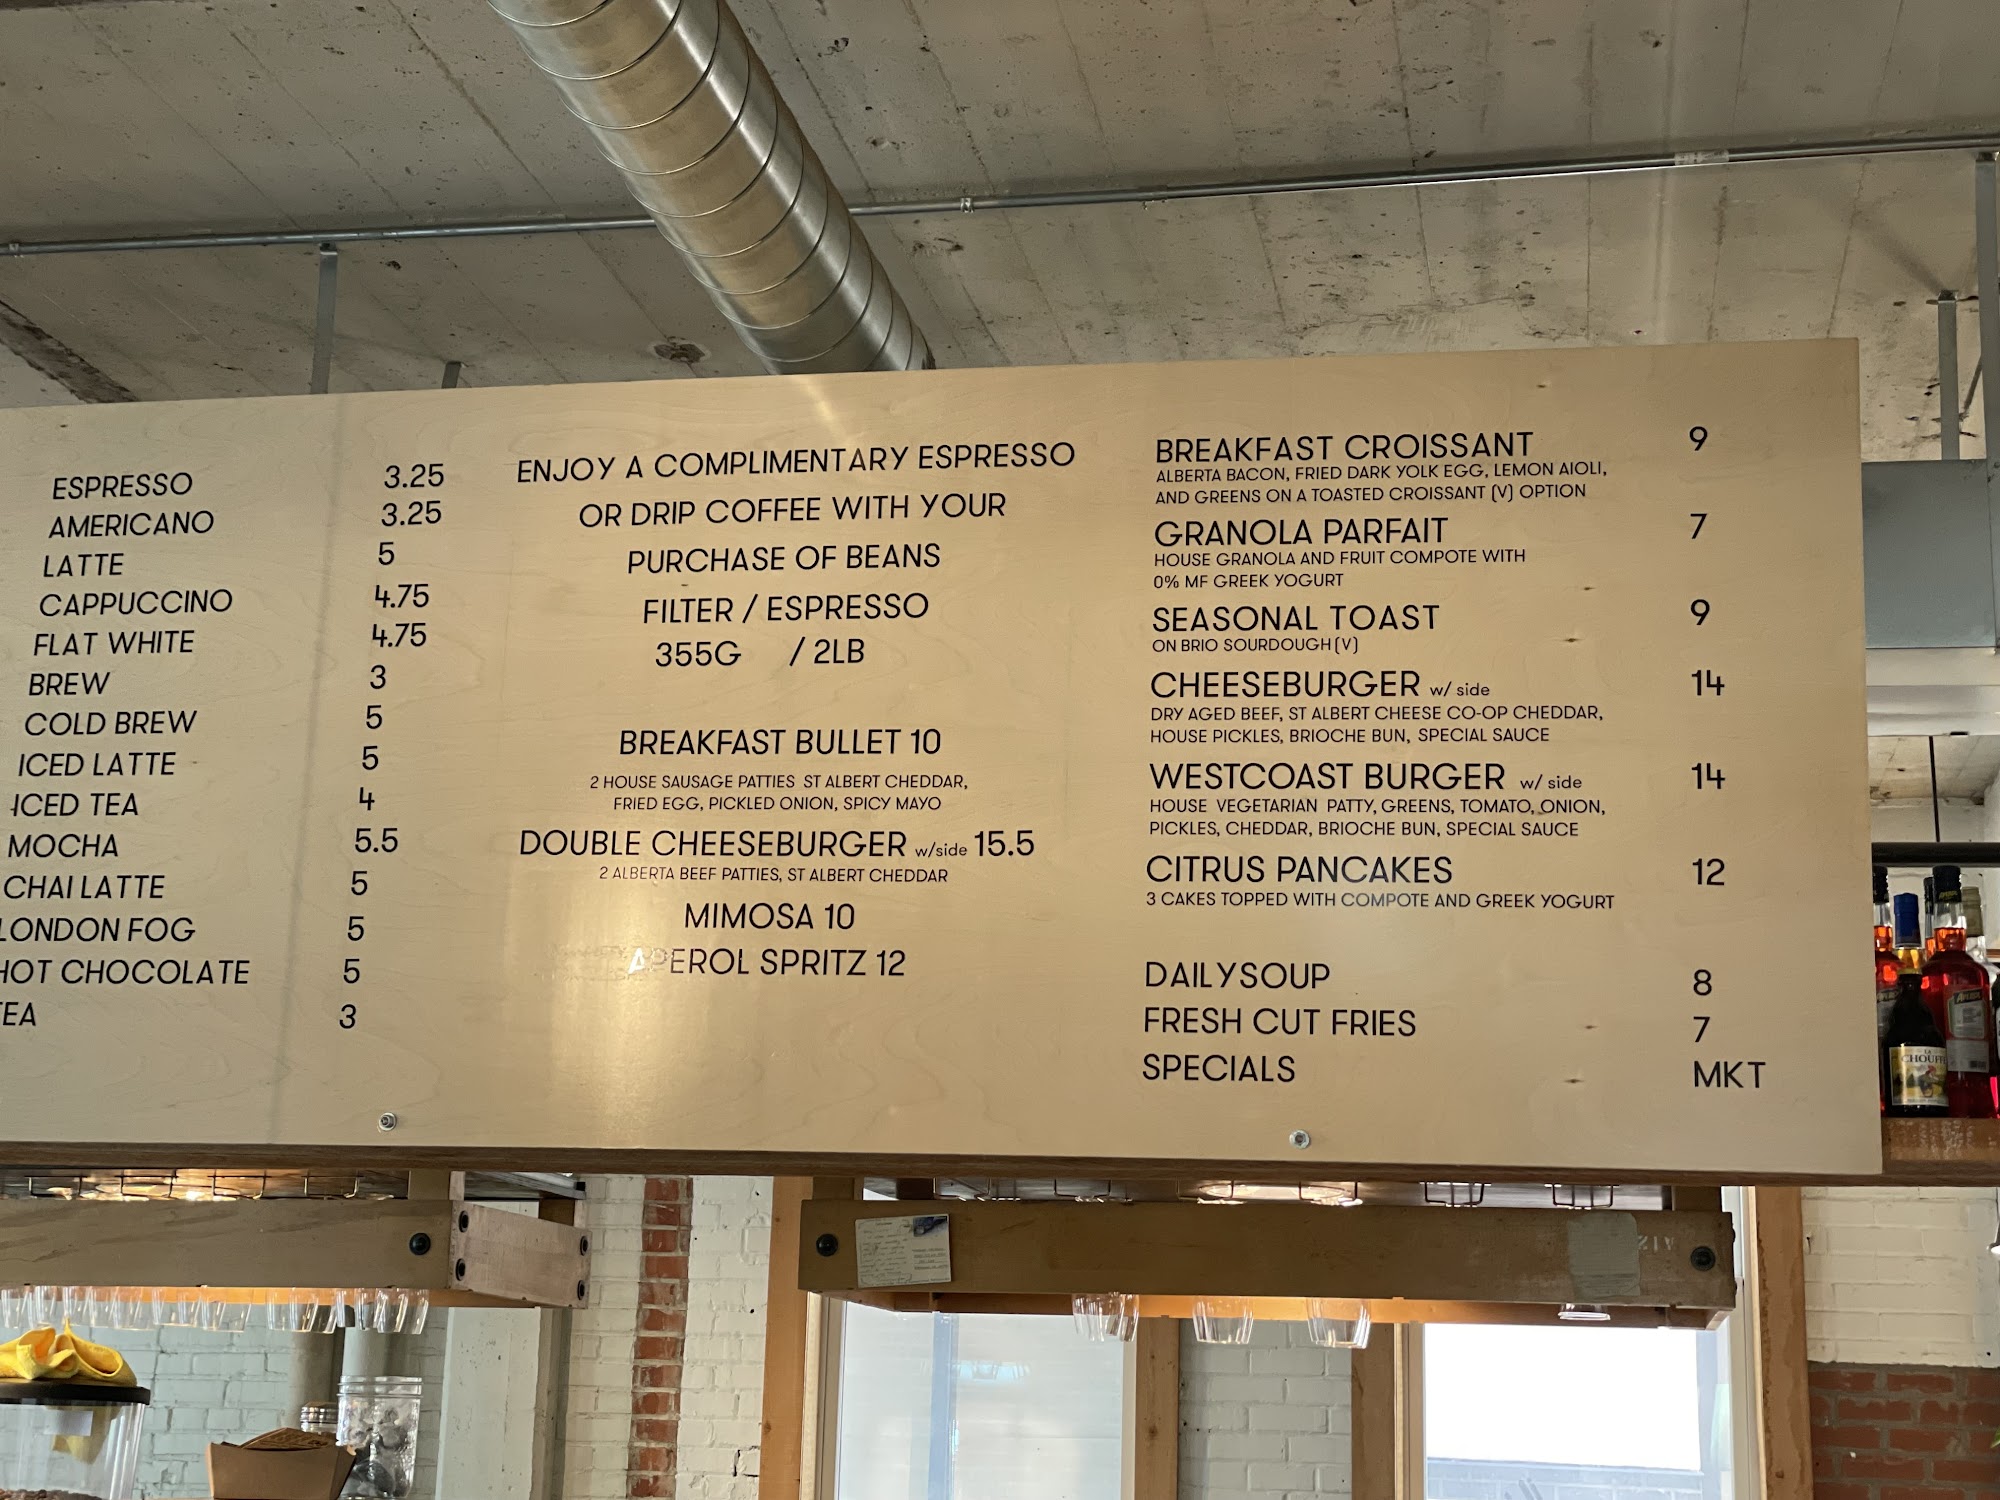 ESPRESSO 3.25
AMERICANO 3.25
LATTE 5
CAPPUCCINO 4.75
FLAT WHITE 4.75
BREW 3
COLD BREW 5
ICED LATTE 5
ICED TEA 4
MOCHA 5.5
CHAI LATTE 5
LONDON FOG 5
HOT CHOCOLATE 5
TEA 3
ENJOY A COMPLIMENTARY ESPRESSO
OR DRIP COFFEE WITH YOUR
PURCHASE OF BEANS
FILTER / ESPRESSO
355G / 2LB
BREAKFAST BULLET 10
2 HOUSE SAUSAGE PATTIES ST ALBERT CHEDDAR,
FRIED EGG, PICKLED ONION, SPICY MAYO
DOUBLE CHEESEBURGER w/side 15.5
2 ALBERTA BEEF PATTIES, ST ALBERT CHEDDAR
MIMOSA 10
APEROL SPRITZ 12
BREAKFAST CROISSANT 9
ALBERTA BACON, FRIED DARK YOLK EGG, LEMON AIOLI,
AND GREENS ON A TOASTED CROISSANT (V) OPTION
GRANOLA PARFAIT 7
HOUSE GRANOLA AND FRUIT COMPOTE WITH
0% MF GREEK YOGURT
SEASONAL TOAST 9
ON BRIO SOURDOUGH (V)
CHEESEBURGER w/ side 14
DRY AGED BEEF, ST ALBERT CHEESE CO-OP CHEDDAR,
HOUSE PICKLES, BRIOCHE BUN, SPECIAL SAUCE
WESTCOAST BURGER w/ side 14
HOUSE VEGETARIAN PATTY, GREENS, TOMATO, ONION,
PICKLES, CHEDDAR, BRIOCHE BUN, SPECIAL SAUCE
CITRUS PANCAKES 12
3 CAKES TOPPED WITH COMPOTE AND GREEK YOGURT
DAILY SOUP 8
FRESH CUT FRIES 7
SPECIALS MKT
CHOUFFE